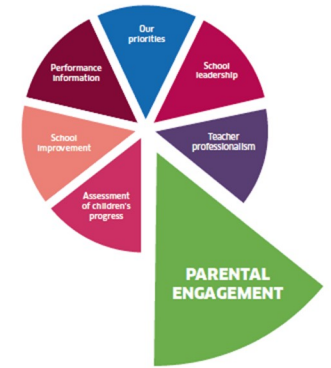 Our
priorities
School
leadership
Teacher
professionalism
PARENTAL
ENGAGEMENT
Assessment
of children's
progress
School
improvement
Performance
information